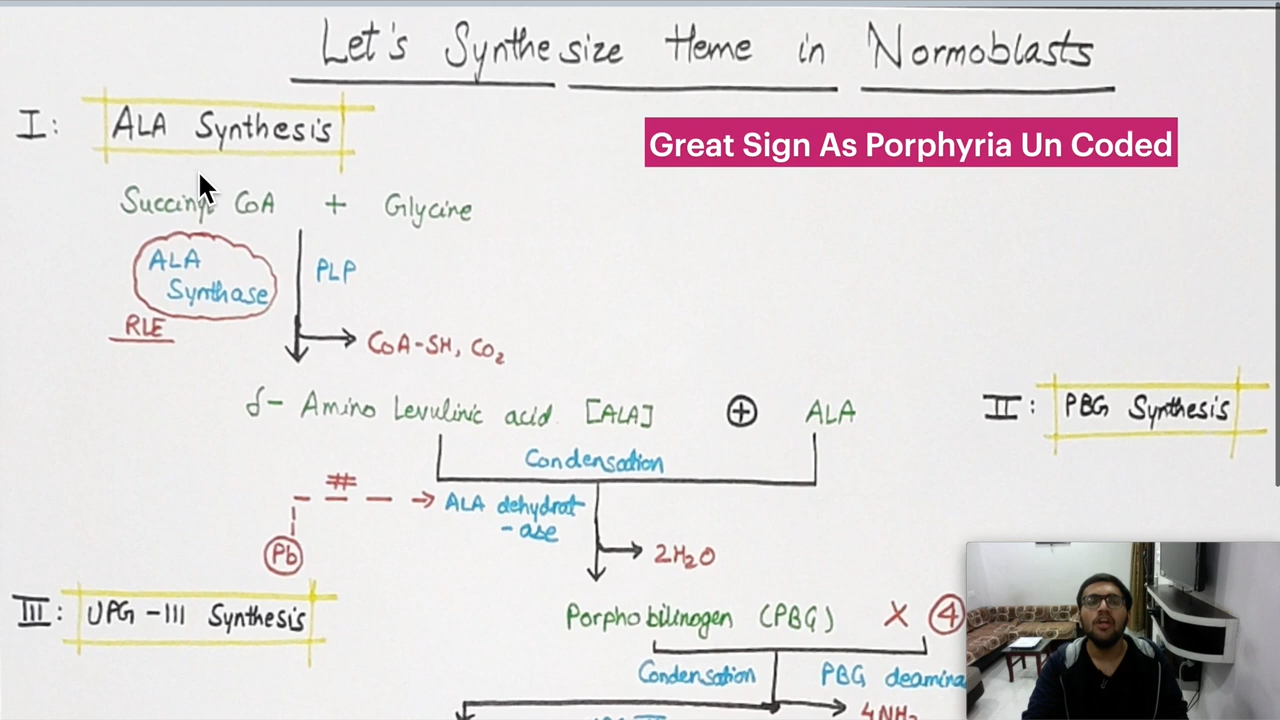 Let's Synthesize Heme in Normoblasts
I: ALA Synthesis
Great Sign As Porphyria Un Coded
Succinyl CoA + Glycine
ALA
Synthase
PLP
RLE
CoA-SH, CO2
δ- Amino Levulinic acid [ALA] + ALA
II: PBG Synthesis
Condensation
# ALA dehydrat
-ase
Pb
2H2O
III: UPG-III Synthesis
Porphobilinogen (PBG) X 4
Condensation PBG deamina
4NH3